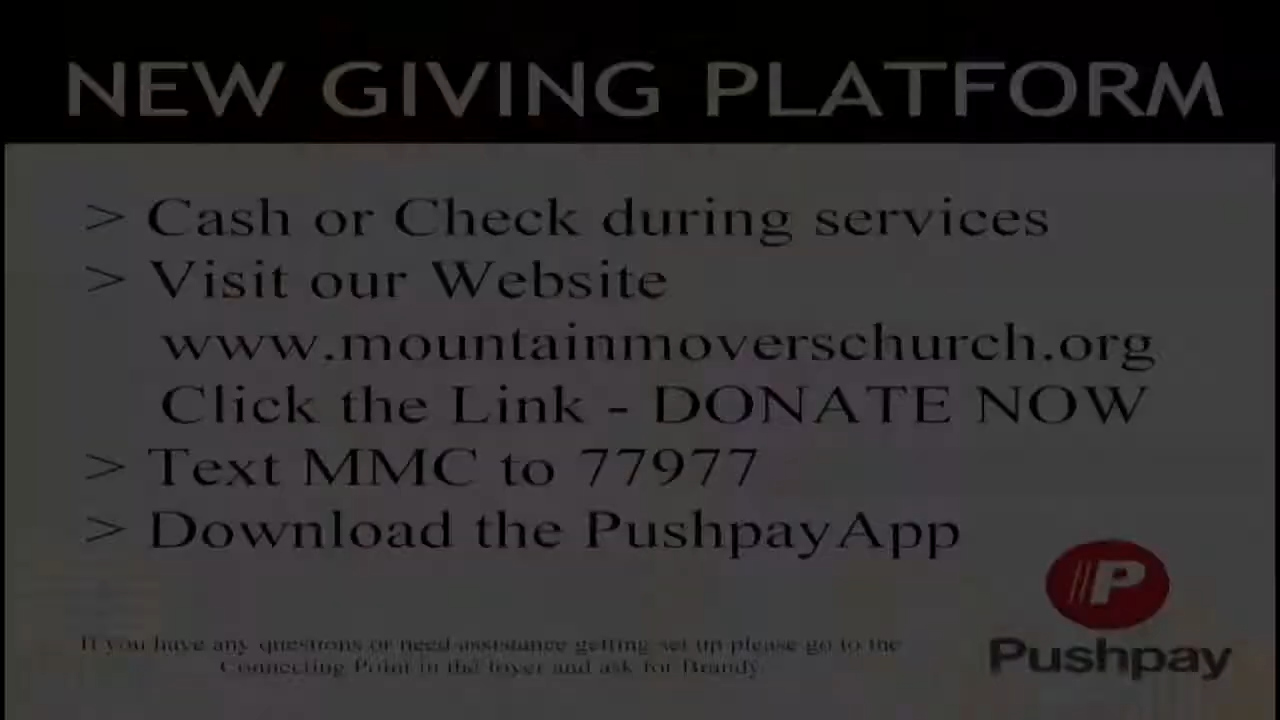 NEW GIVING PLATFORM
> Cash or Check during services
> Visit our Website
www.mountainmoverschurch.org
Click the Link - DONATE NOW
> Text MMC to 77977
> Download the Pushpay App
If you have any questions or need assistance getting set up please go to the
Connecting Point in the foyer and ask for Brandy.
P
Pushpay